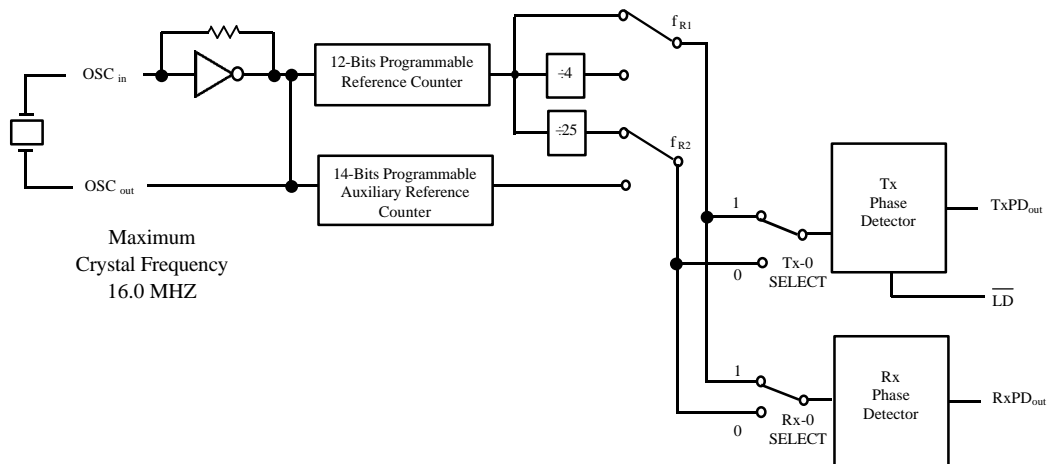 f R1
OSC in
12-Bits Programmable
Reference Counter
÷4
÷25
f R2
OSC out
14-Bits Programmable
Auxiliary Reference
Counter
Maximum
Crystal Frequency
16.0 MHZ
1
0
Tx-0
SELECT
Tx
Phase
Detector
TxPDout
LD
1
0
Rx-0
SELECT
Rx
Phase
Detector
RxPDout